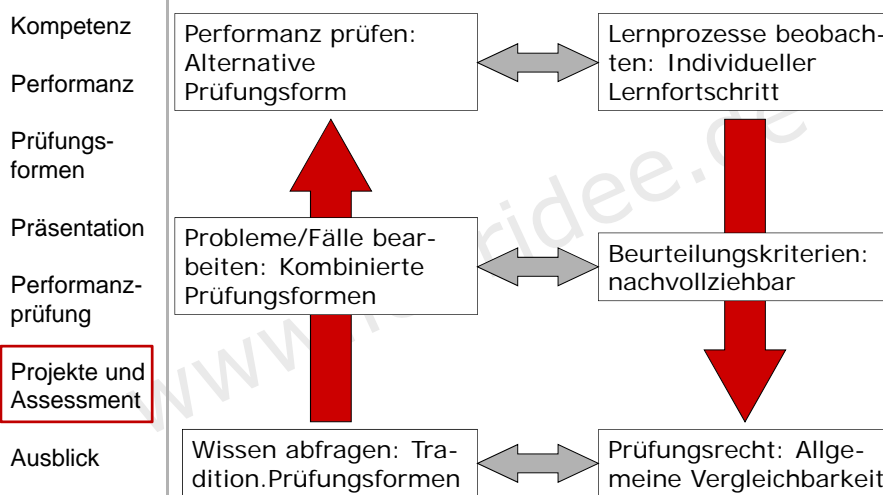 Kompetenz
Performanz
Prüfungs-
formen
Präsentation
Performanz-
prüfung
Projekte und
Assessment
Ausblick
Performanz prüfen:
Alternative
Prüfungsform
Lernprozesse beobach-
ten: Individueller
Lernfortschritt
Probleme/Fälle bear-
beiten: Kombinierte
Prüfungsformen
Beurteilungskriterien:
nachvollziehbar
Wissen abfragen: Tra-
dition.Prüfungsformen
Prüfungsrecht: Allge-
meine Vergleichbarkeit